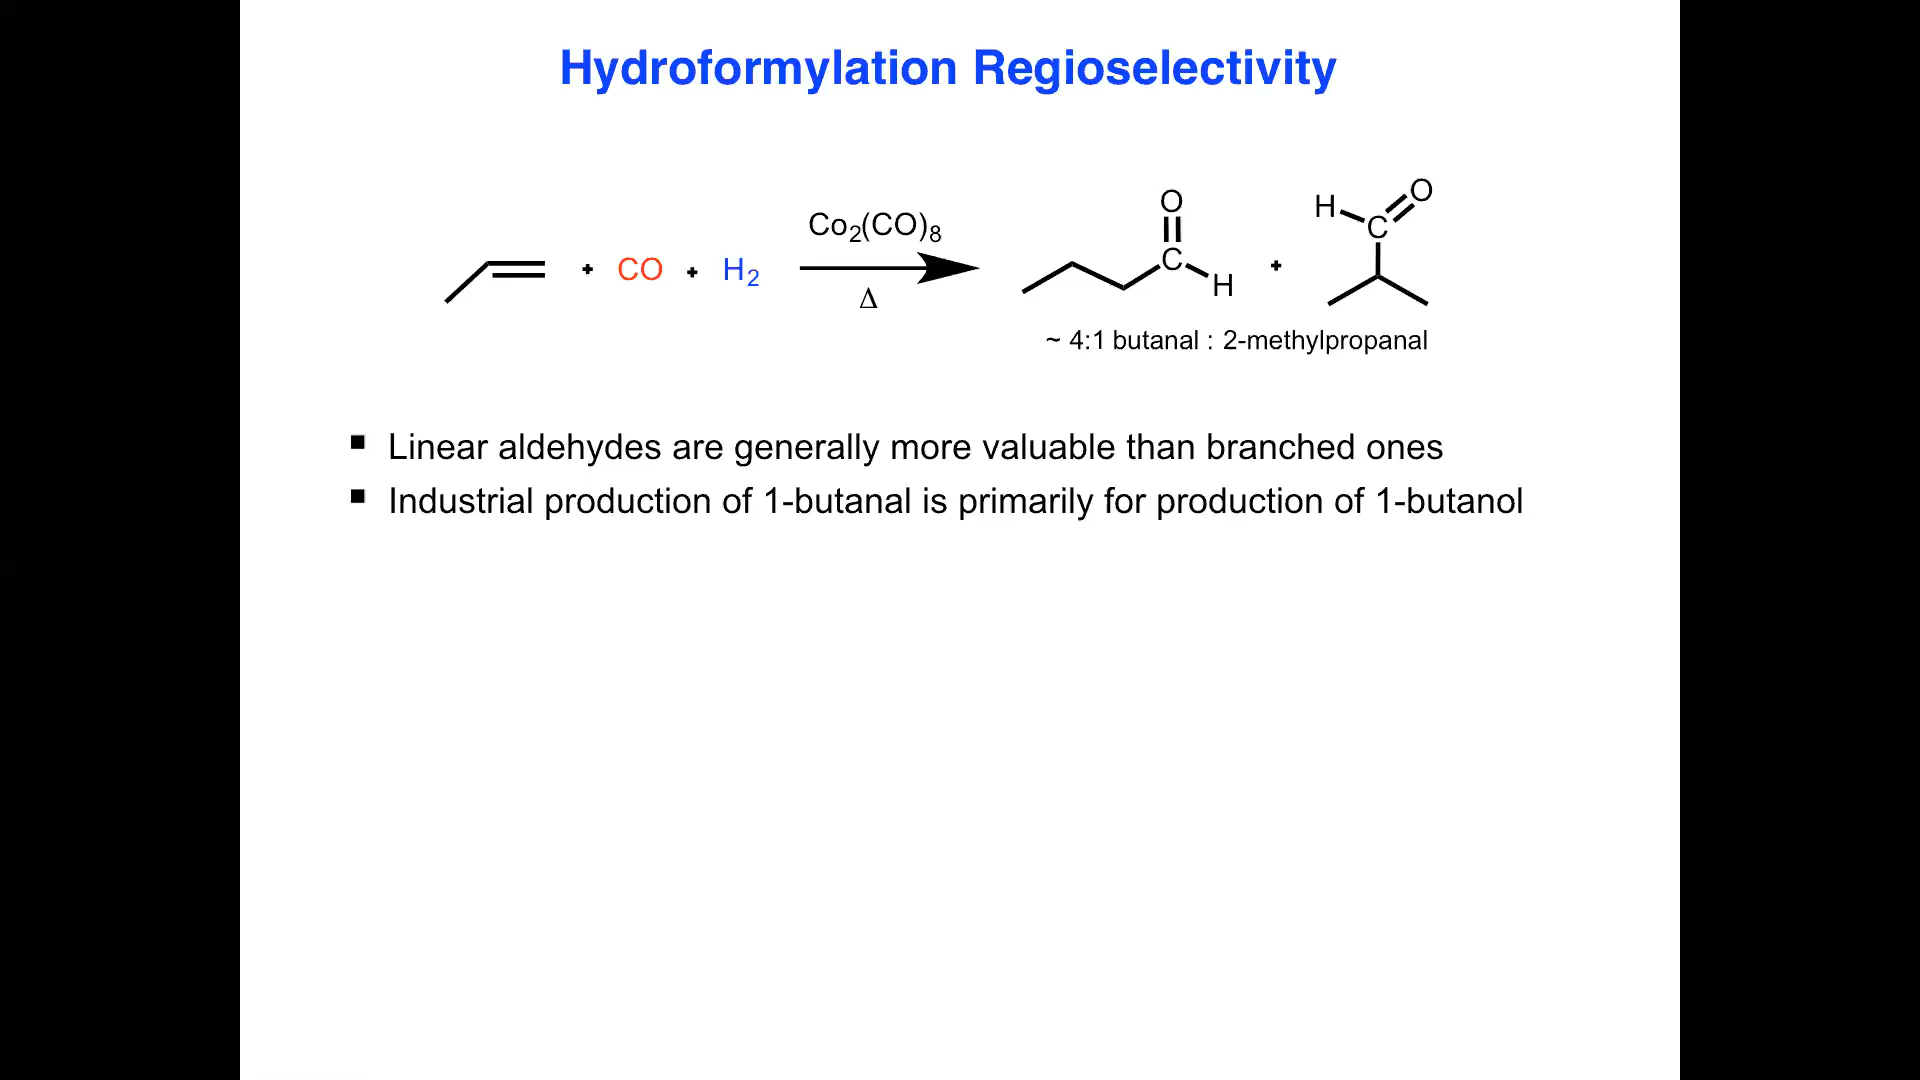 Hydroformylation Regioselectivity
+ CO + H2
Co2(CO)8
Δ
O
C
H
+
H
C
O
~ 4:1 butanal : 2-methylpropanal
▪ Linear aldehydes are generally more valuable than branched ones
▪ Industrial production of 1-butanal is primarily for production of 1-butanol